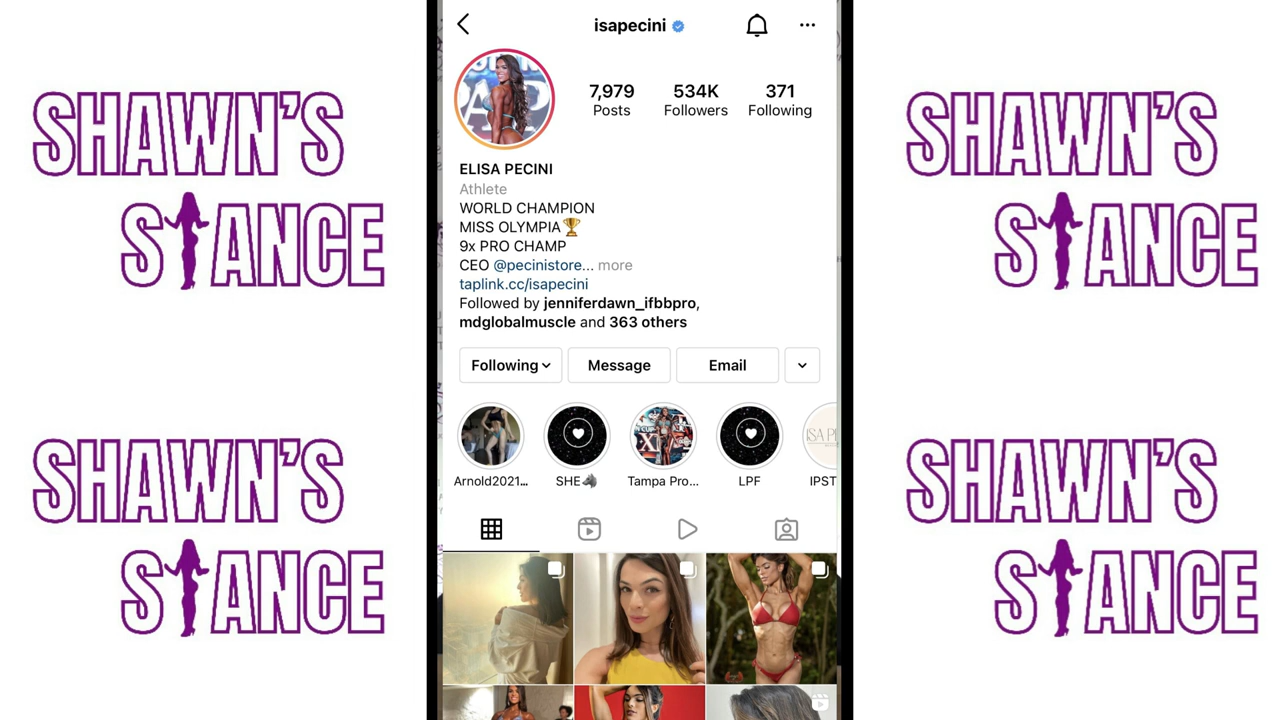 SHAWN'S
STANCE
SHAWN'S
STANCE
isapecini
7,979
Posts
534K
Followers
371
Following
ELISA PECINI
Athlete
WORLD CHAMPION
MISS OLYMPIA🏆
9x PRO CHAMP
CEO @pecinistore... more
taplink.cc/isapecini
Followed by jenniferdawn_ifbbpro,
mdglobalmuscle and 363 others
Following
Message
Email
Arnold2021...
SHE🐴
Tampa Pro...
LPF
IPST
SHAWN'S
STANCE
SHAWN'S
STANCE